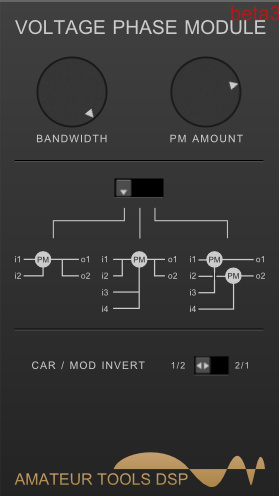 beta3
VOLTAGE PHASE MODULE
BANDWIDTH PM AMOUNT
i1 PM o1 i1 PM o1 i1 PM o1
i2 o2 i2 o2 i2 PM o2
i3 i3
i4 i4
CAR / MOD INVERT 1/2 2/1
AMATEUR TOOLS DSP